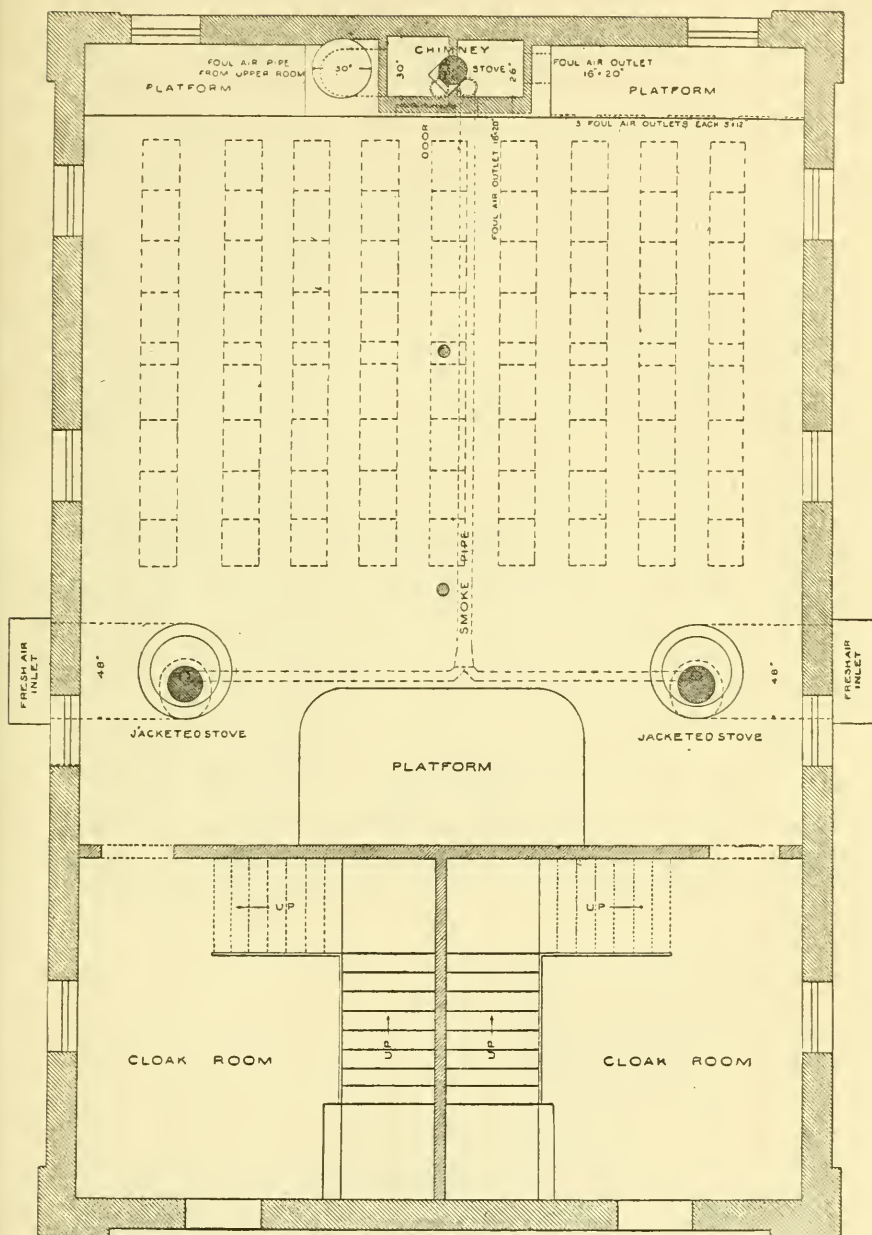 CHIMNEY
FOUL AIR PIPE
FROM UPPER ROOM
PLATFORM
30"
30"
STOVE
26"
FOUL AIR OUTLET
16"×20"
PLATFORM
3 FOUL AIR OUTLETS EACH 5×12"
DOOR
FOUL AIR OUTLET 16×20"
SMOKE PIPE
FRESH AIR
INLET
48"
JACKETED STOVE
48"
FRESH AIR
INLET
JACKETED STOVE
PLATFORM
UP
UP
UP
UP
CLOAK ROOM
CLOAK ROOM